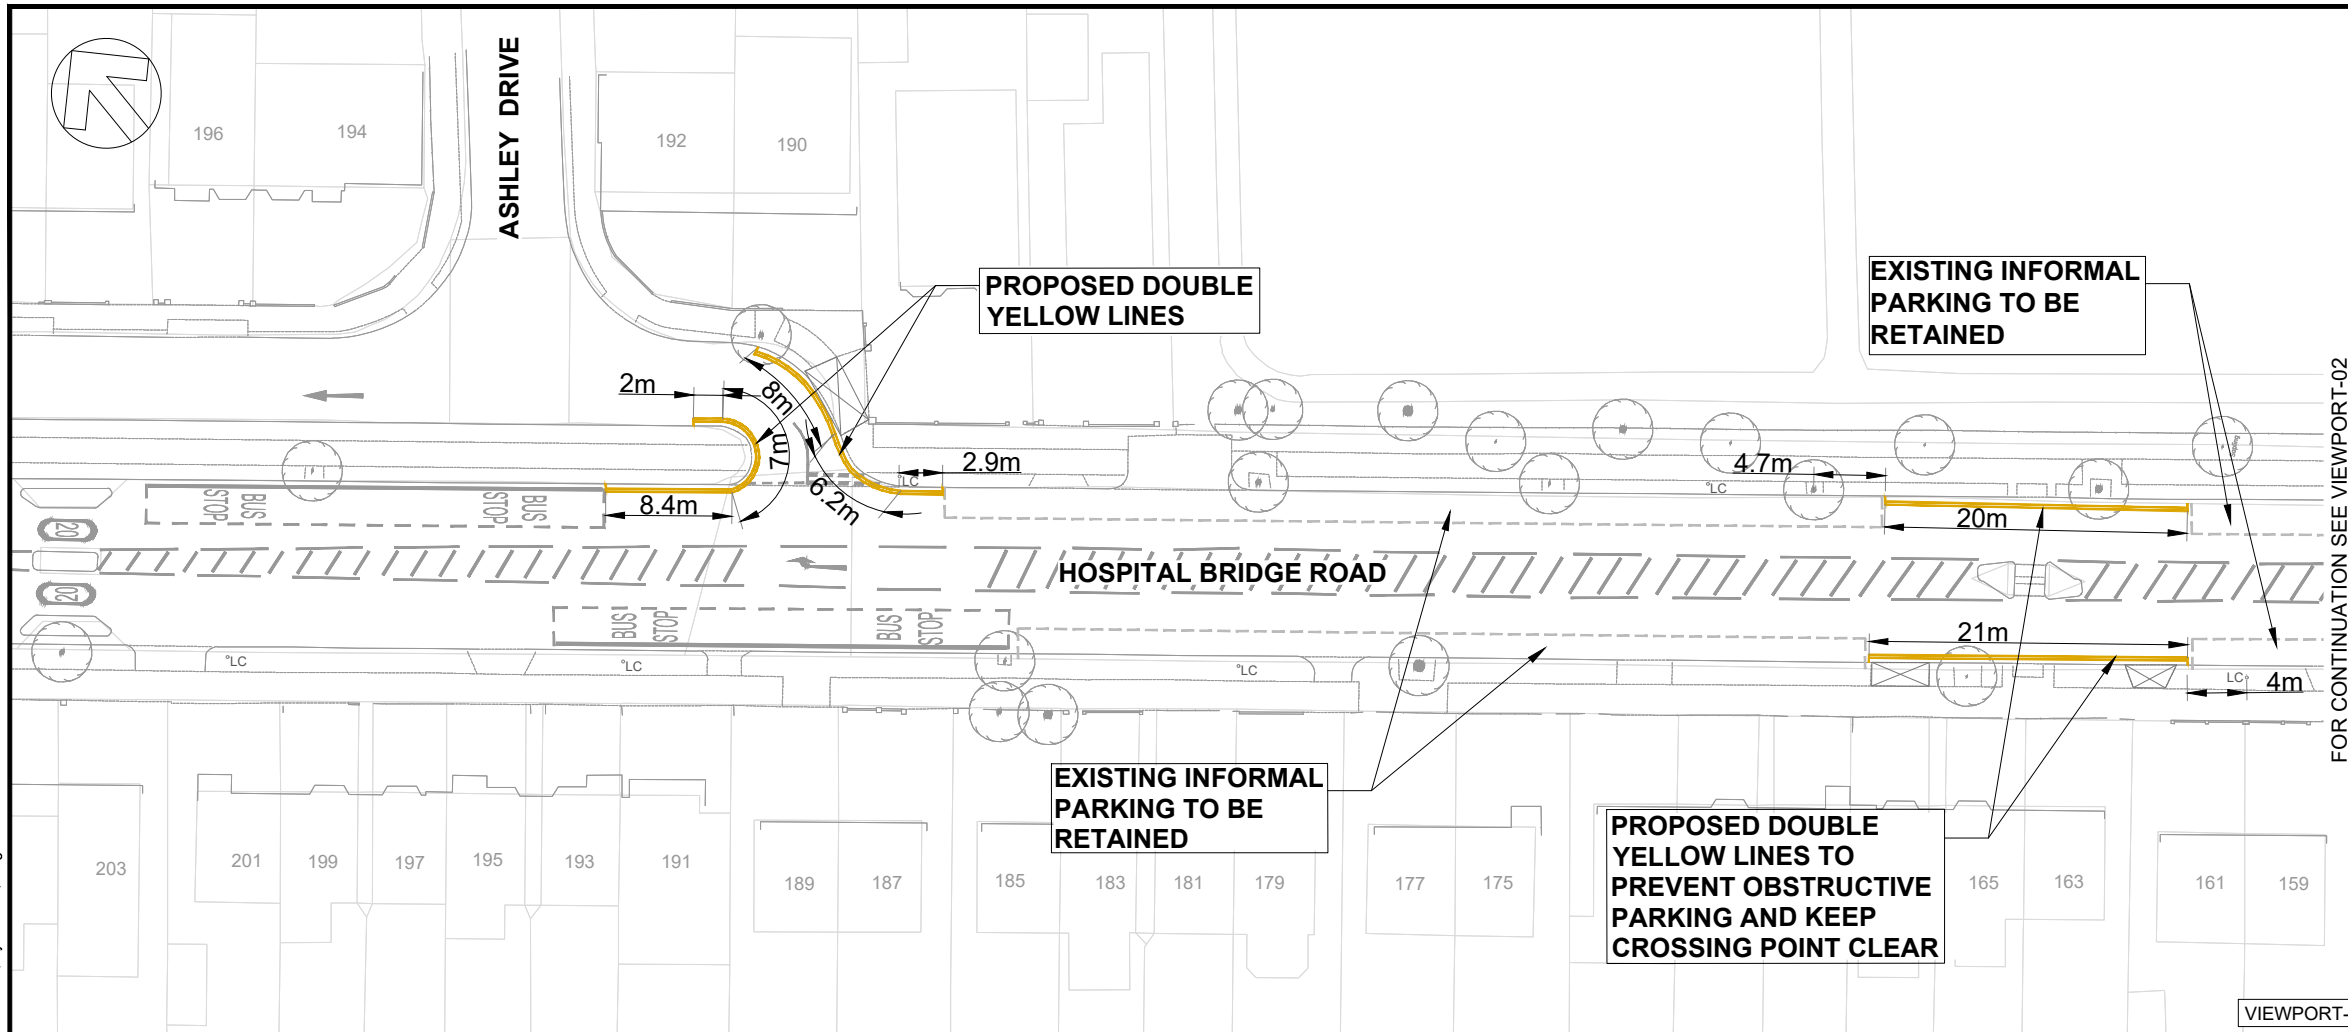 ASHLEY DRIVE
196
194
192
190
PROPOSED DOUBLE
YELLOW LINES
EXISTING INFORMAL
PARKING TO BE
RETAINED
2m
8m
7m
2.9m
6.2m
8.4m
4.7m
20m
LC
LC
BUS
STOP
BUS
STOP
20
20
HOSPITAL BRIDGE ROAD
BUS
STOP
BUS
STOP
21m
4m
LC
LC
LC
LC
FOR CONTINUATION SEE VIEWPORT-02
EXISTING INFORMAL
PARKING TO BE
RETAINED
PROPOSED DOUBLE
YELLOW LINES TO
PREVENT OBSTRUCTIVE
PARKING AND KEEP
CROSSING POINT CLEAR
203
201
199
197
195
193
191
189
187
185
183
181
179
177
175
165
163
161
159
VIEWPORT-